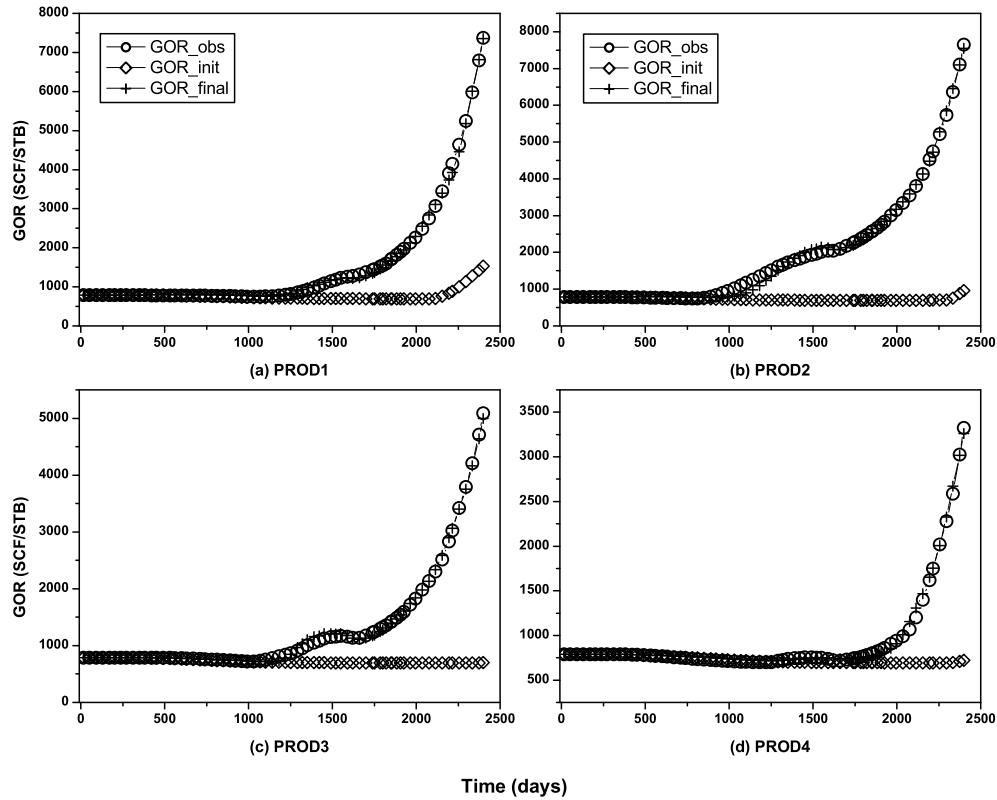 GOR_obs
GOR_init
GOR_final
8000
7000
6000
5000
4000
3000
2000
1000
0
0 500 1000 1500 2000 2500
GOR (SCF/STB)
(a) PROD1
GOR_obs
GOR_init
GOR_final
8000
7000
6000
5000
4000
3000
2000
1000
0
0 500 1000 1500 2000 2500
(b) PROD2
5000
4000
3000
2000
1000
0
0 500 1000 1500 2000 2500
GOR (SCF/STB)
(c) PROD3
3500
3000
2500
2000
1500
1000
500
0 500 1000 1500 2000 2500
(d) PROD4
Time (days)